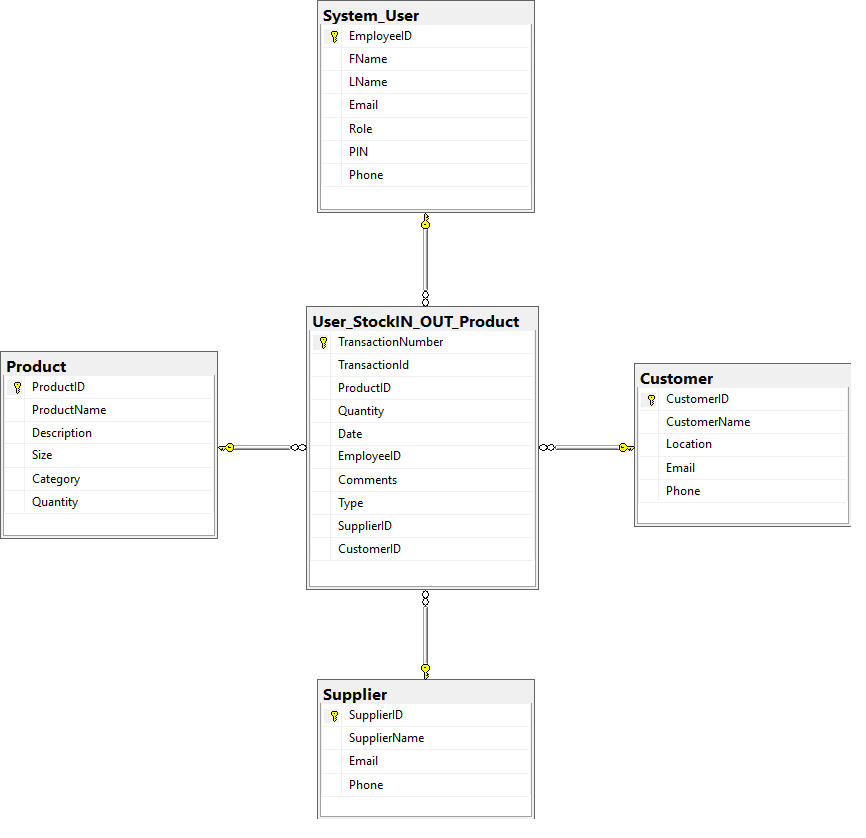 System_User
EmployeeID
FName
LName
Email
Role
PIN
Phone
User_StockIN_OUT_Product
TransactionNumber
TransactionId
ProductID
Quantity
Date
EmployeeID
Comments
Type
SupplierID
CustomerID
Product
ProductID
ProductName
Description
Size
Category
Quantity
Customer
CustomerID
CustomerName
Location
Email
Phone
Supplier
SupplierID
SupplierName
Email
Phone